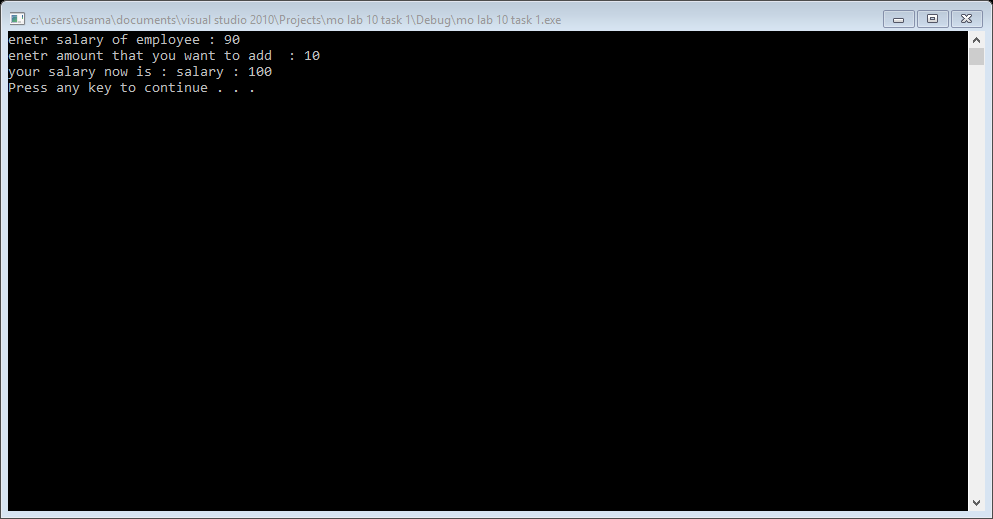 c:\users\usama\documents\visual studio 2010\Projects\mo lab 10 task 1\Debug\mo lab 10 task 1.exe
enetr salary of employee : 90
enetr amount that you want to add  : 10
your salary now is : salary : 100
Press any key to continue . . .